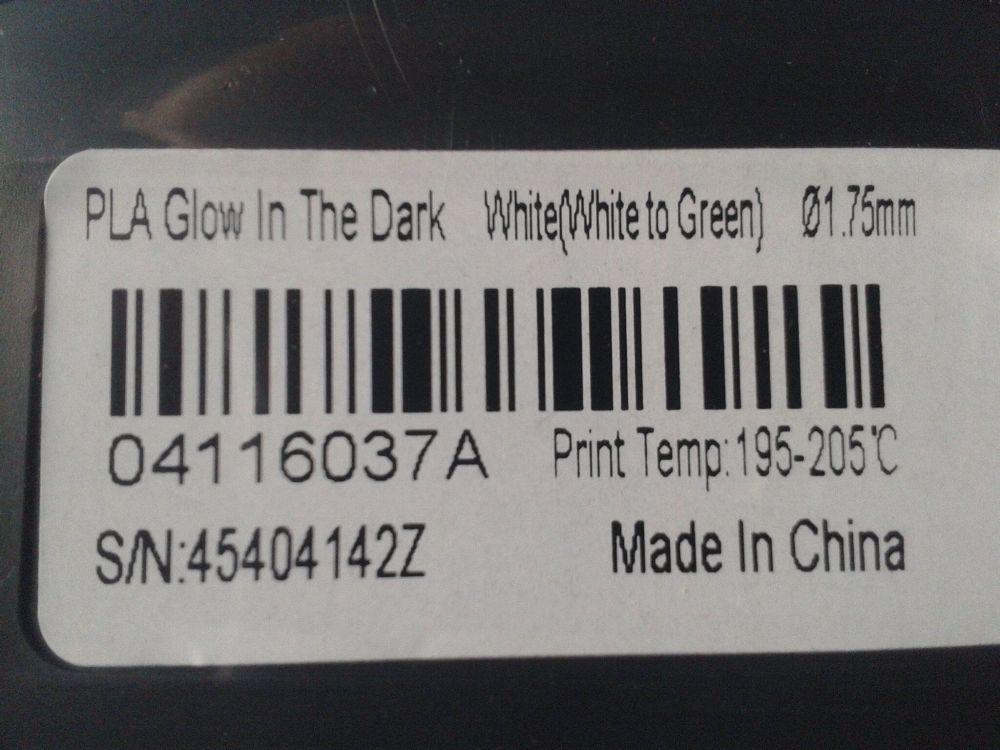 PLA Glow In The Dark White(White to Green) Ø1.75mm
04116037A Print Temp:195-205℃
S/N:45404142Z Made In China